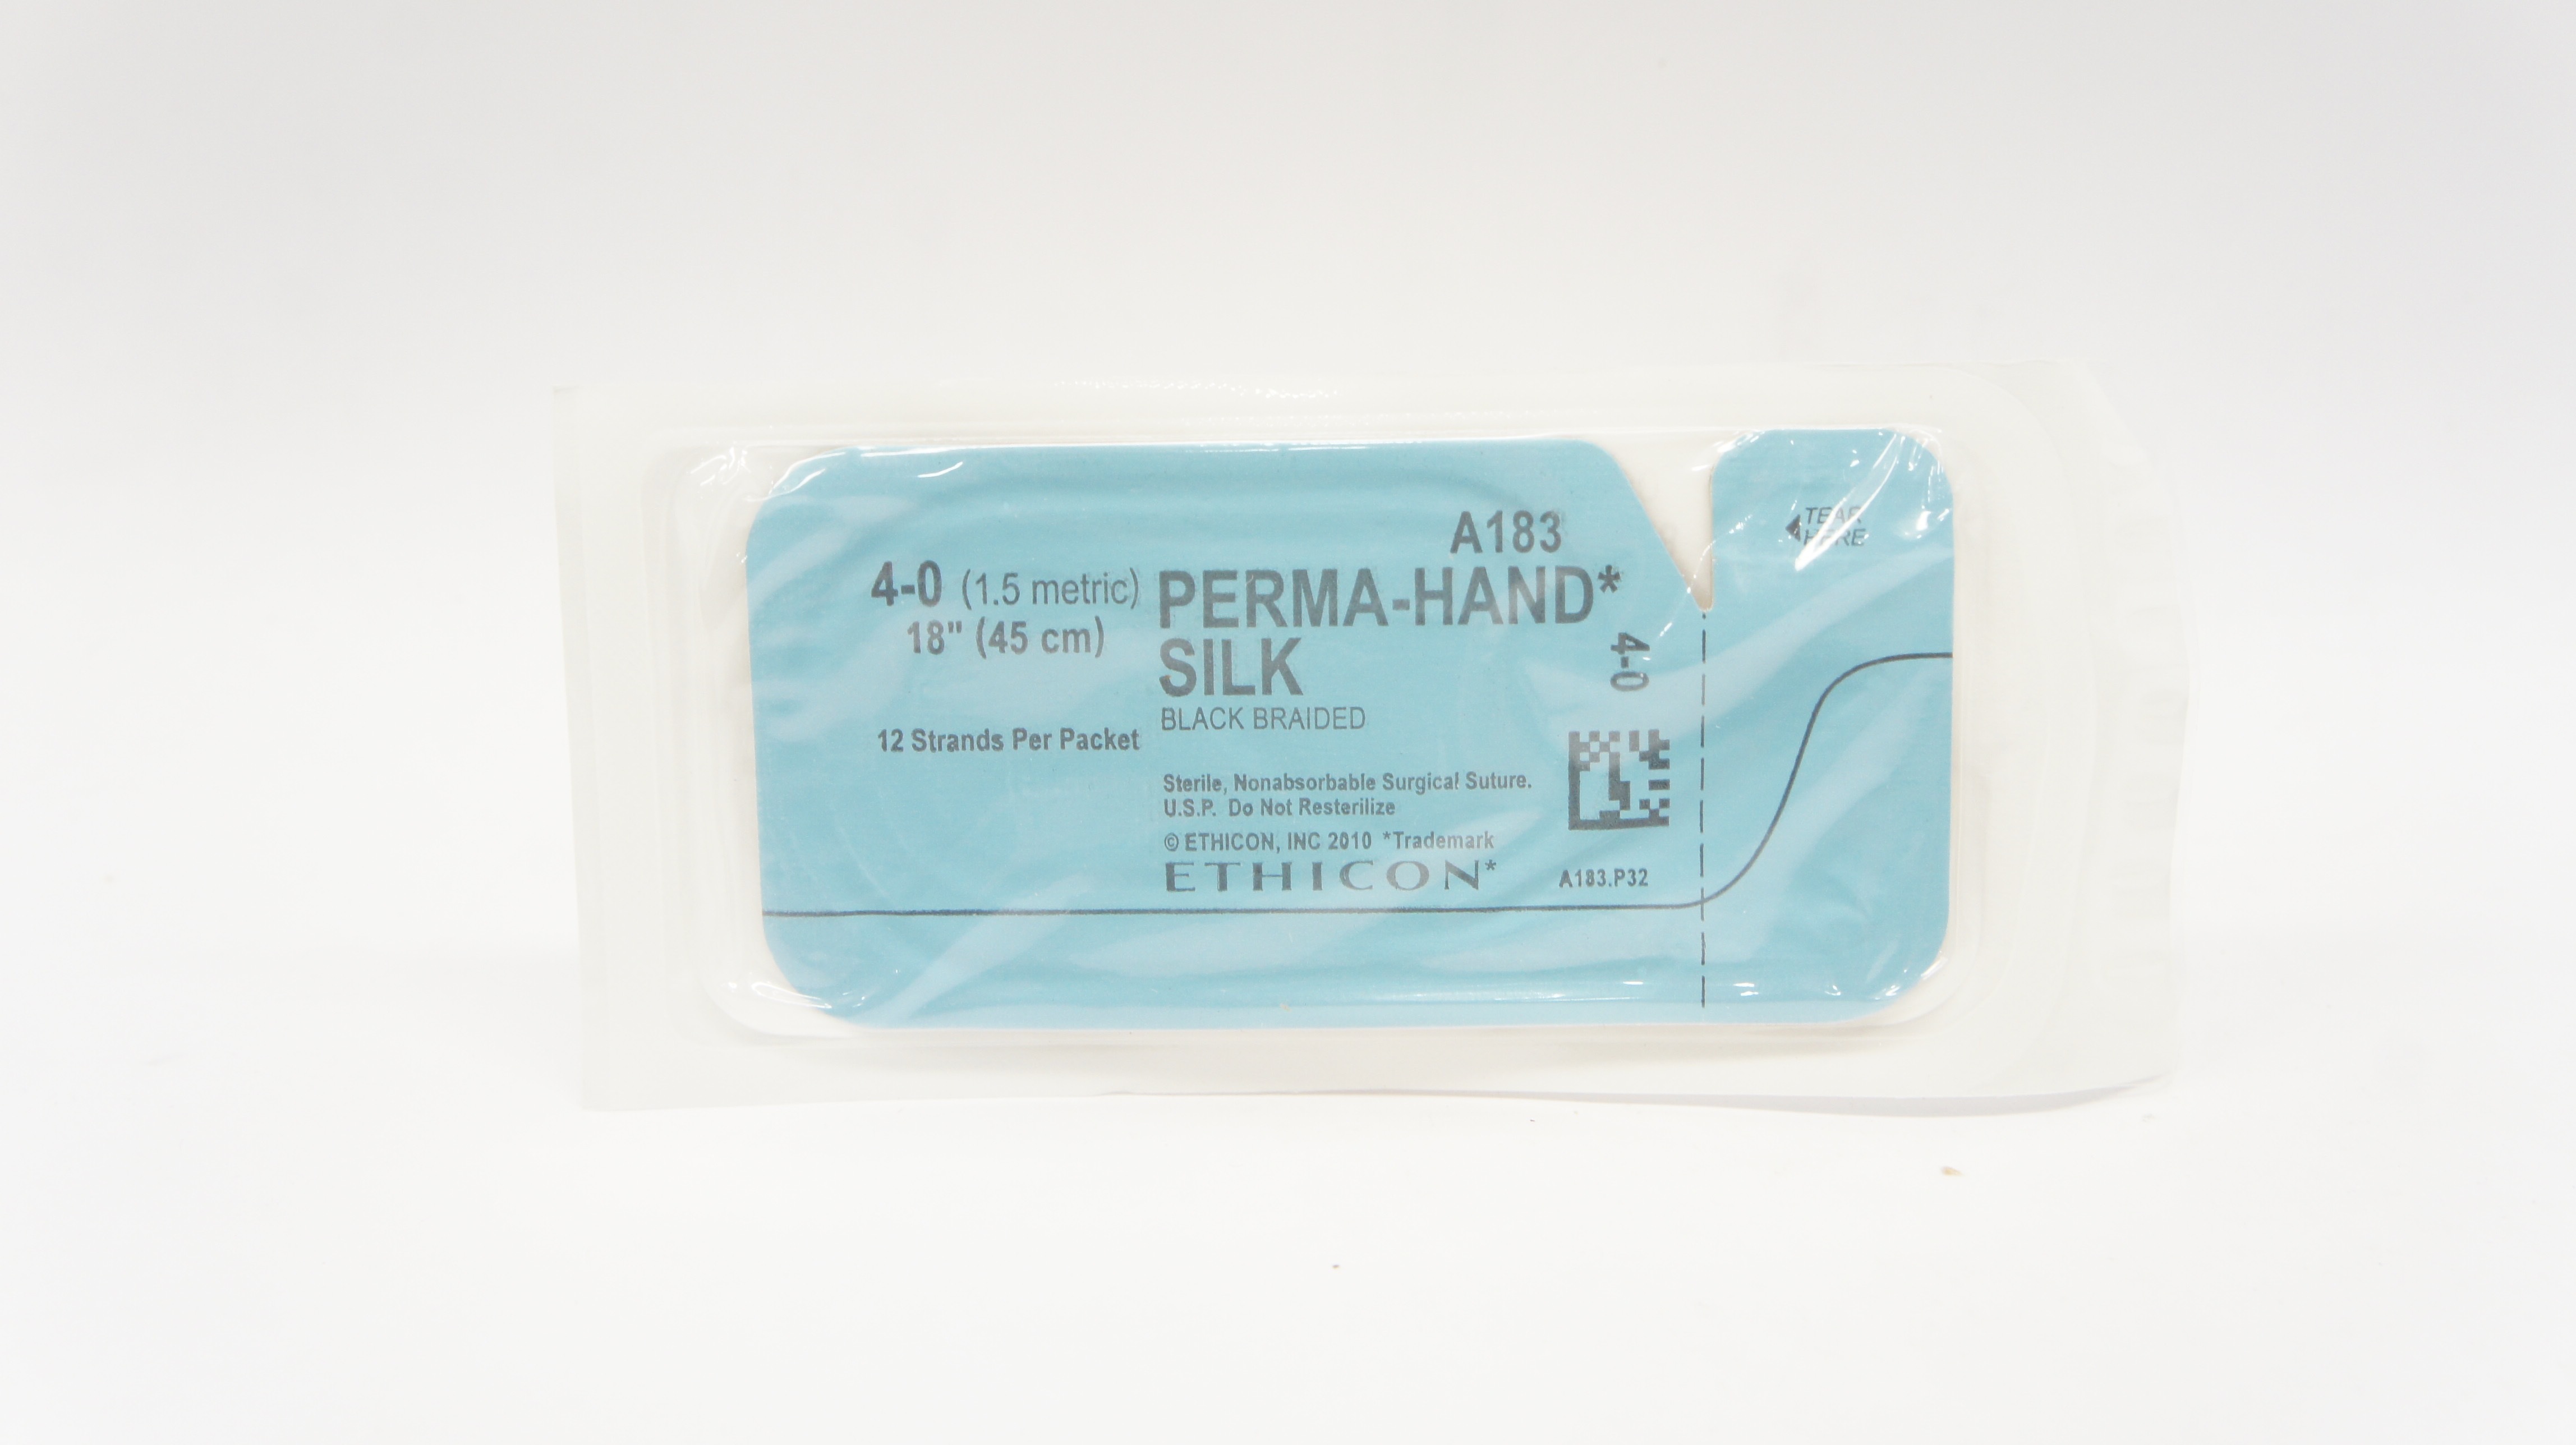 A183
4-0 (1.5 metric)
18" (45 cm)
12 Strands Per Packet
PERMA-HAND*
SILK
BLACK BRAIDED
Sterile, Nonabsorbable Surgical Suture.
U.S.P. Do Not Resterilize
© ETHICON, INC 2010 *Trademark
ETHICON*
4-0
A183.P32
TEAR
HERE